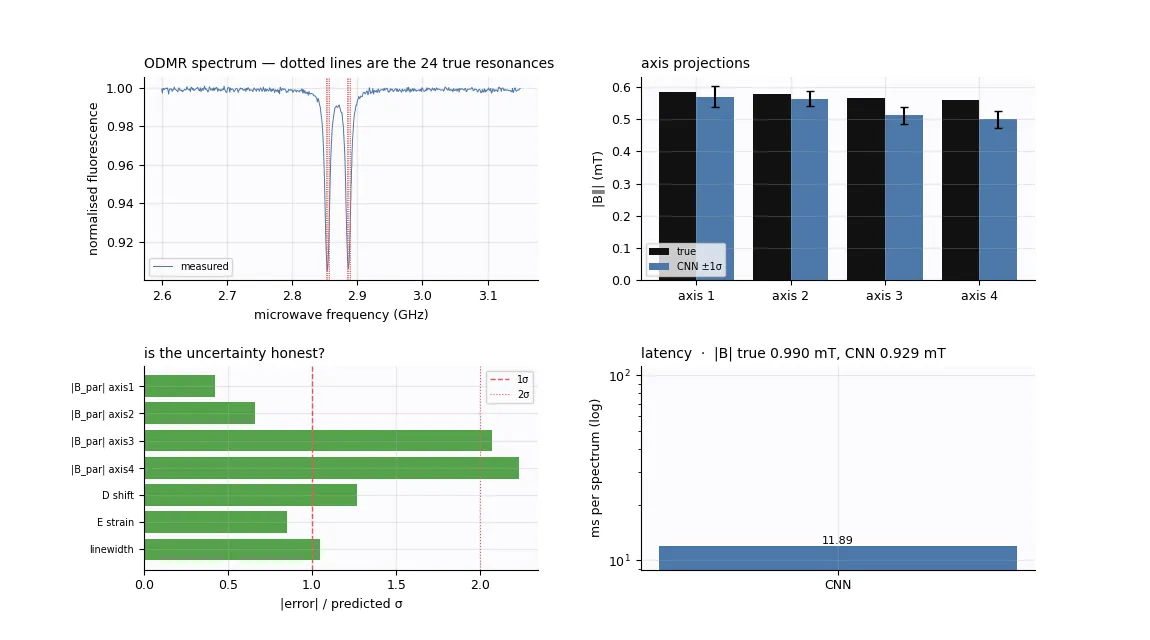 ODMR spectrum — dotted lines are the 24 true resonances
normalised fluorescence
1.00
0.98
0.96
0.94
0.92
measured
2.6 2.7 2.8 2.9 3.0 3.1
microwave frequency (GHz)
axis projections
|B∥| (mT)
0.6
0.5
0.4
0.3
0.2
0.1
0.0
true
CNN ±1σ
axis 1 axis 2 axis 3 axis 4
is the uncertainty honest?
|B_par| axis1
|B_par| axis2
|B_par| axis3
|B_par| axis4
D shift
E strain
linewidth
1σ
2σ
0.0 0.5 1.0 1.5 2.0
|error| / predicted σ
latency · |B| true 0.990 mT, CNN 0.929 mT
ms per spectrum (log)
10²
10¹
11.89
CNN